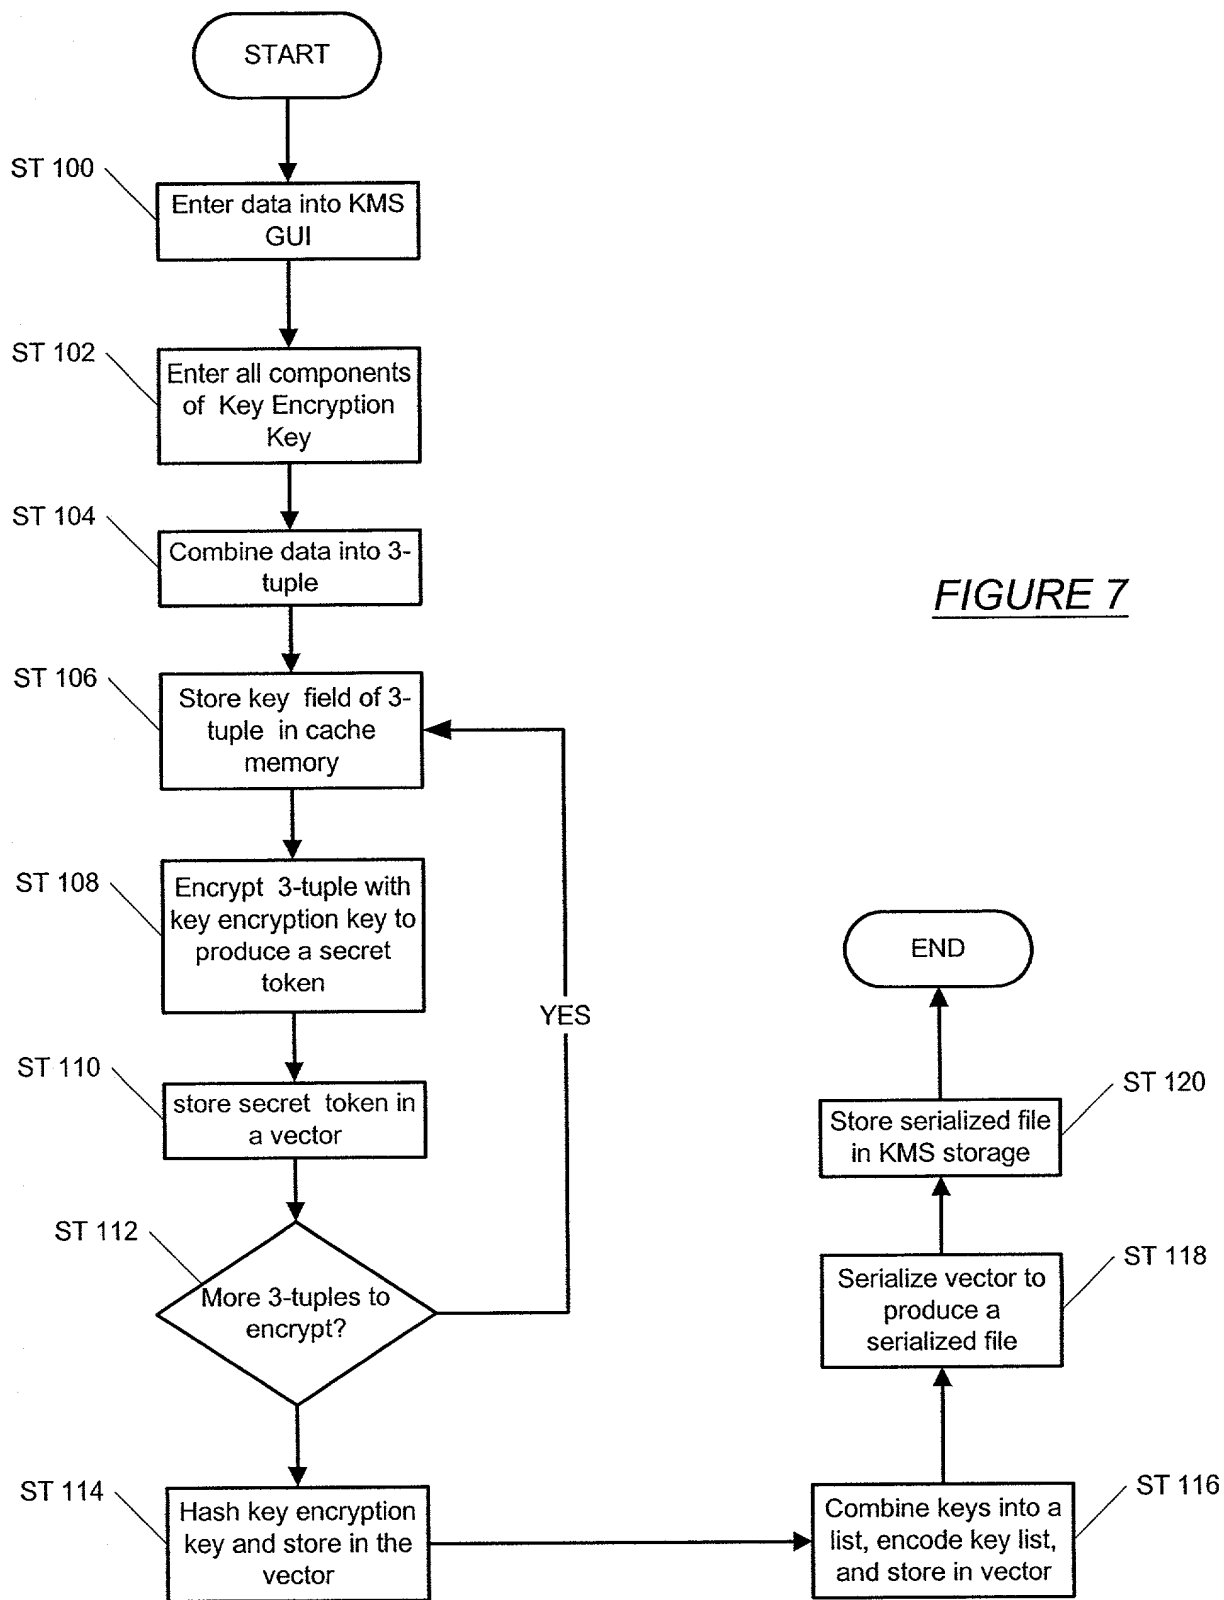 START
ST 100
Enter data into KMS
GUI
ST 102
Enter all components
of Key Encryption
Key
ST 104
Combine data into 3-
tuple
FIGURE 7
ST 106
Store key field of 3-
tuple in cache
memory
ST 108
Encrypt 3-tuple with
key encryption key to
produce a secret
token
YES
ST 110
store secret token in
a vector
ST 112
More 3-tuples to
encrypt?
ST 114
Hash key encryption
key and store in the
vector
ST 116
Combine keys into a
list, encode key list,
and store in vector
ST 118
Serialize vector to
produce a
serialized file
ST 120
Store serialized file
in KMS storage
END